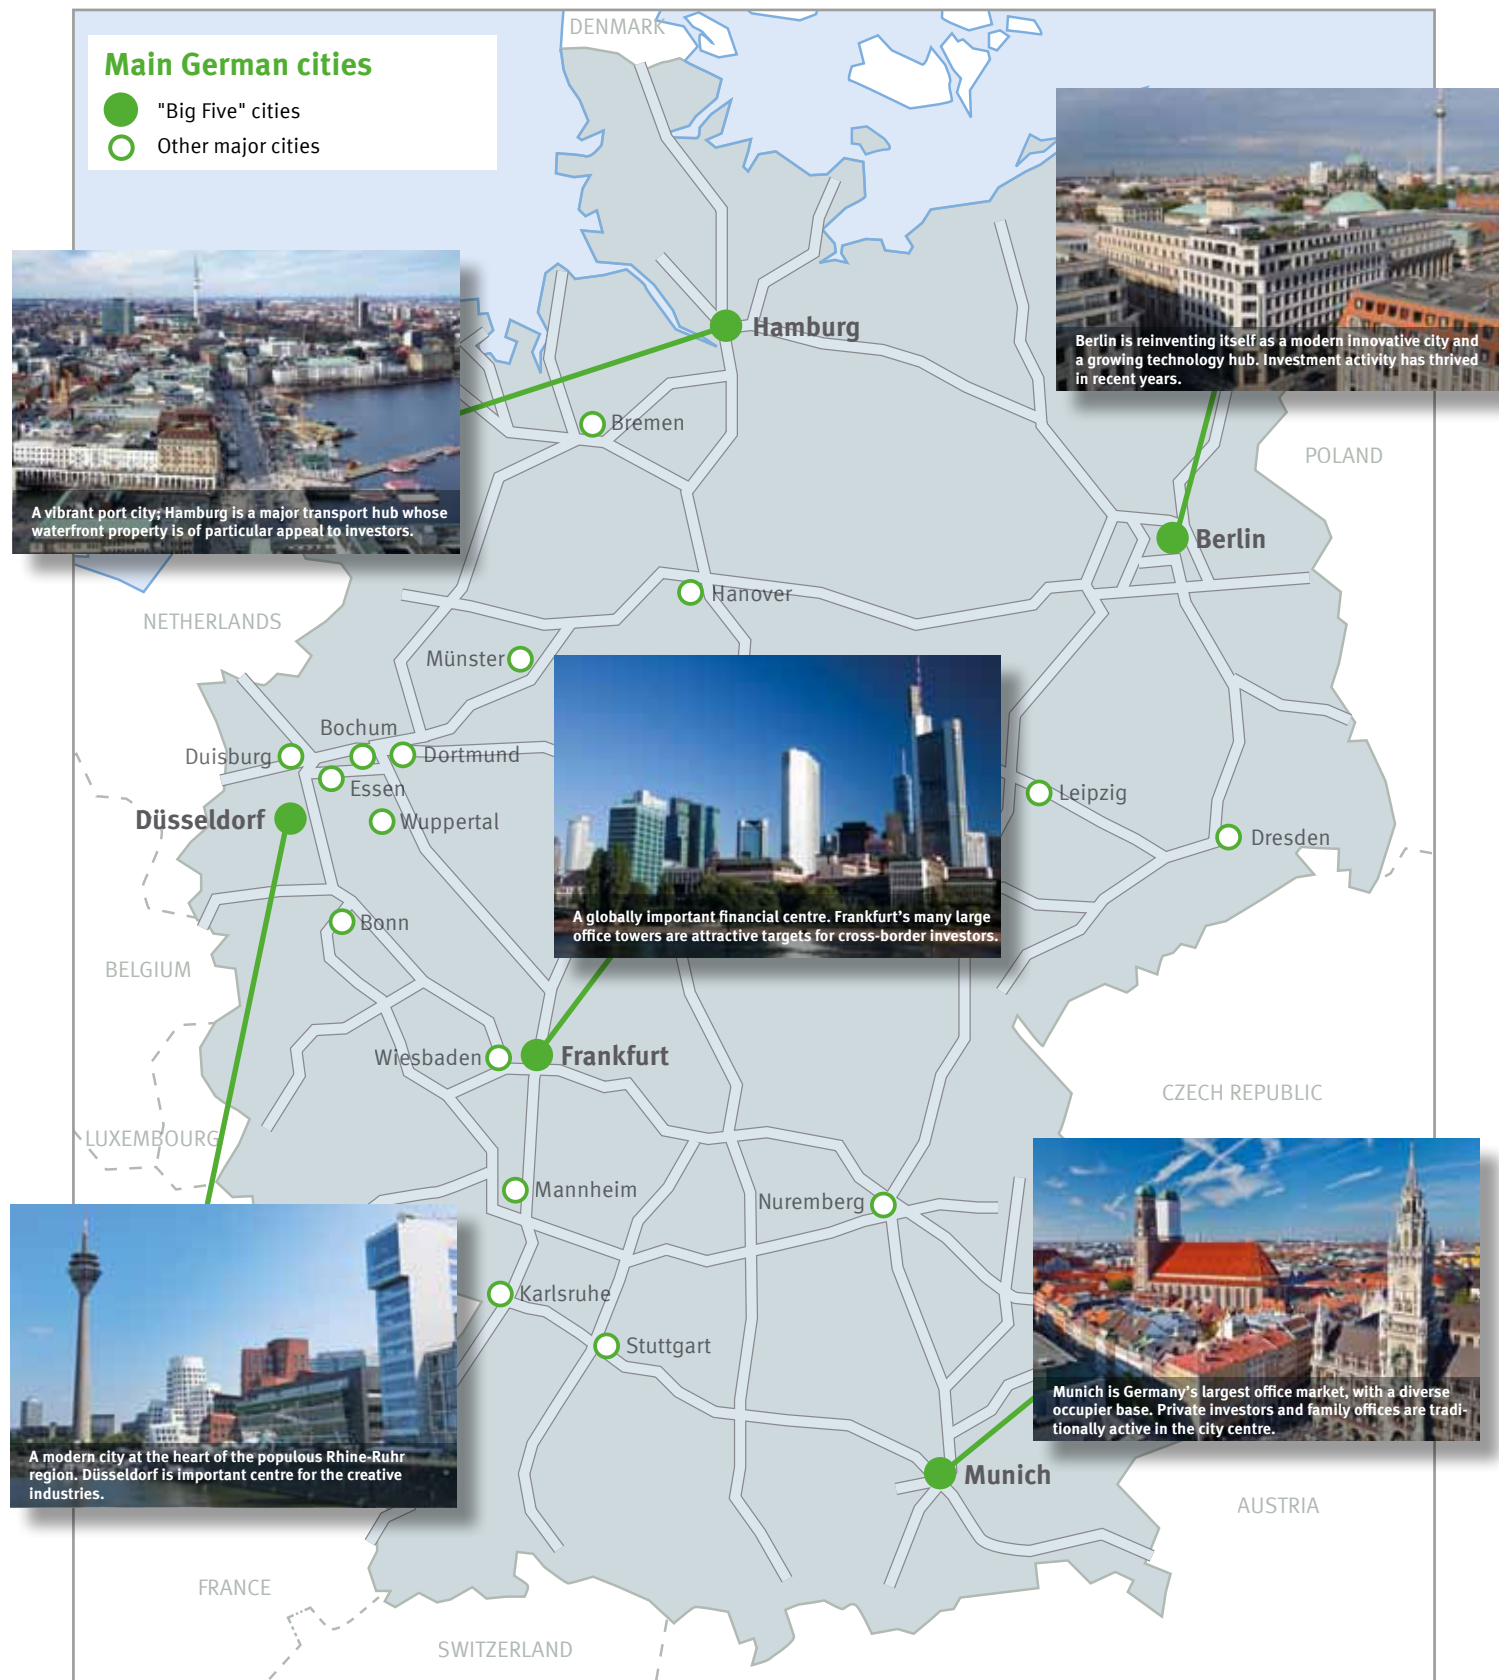 DENMARK
Main German cities
"Big Five" cities
Other major cities
Hamburg
Berlin is reinventing itself as a modern innovative city and
a growing technology hub. Investment activity has thrived
in recent years.
Bremen
POLAND
A vibrant port city; Hamburg is a major transport hub whose
waterfront property is of particular appeal to investors.
Berlin
Hanover
NETHERLANDS
Münster
Bochum
Duisburg
Dortmund
Essen
Leipzig
Düsseldorf
Wuppertal
Dresden
A globally important financial centre. Frankfurt’s many large
office towers are attractive targets for cross-border investors.
Bonn
BELGIUM
Wiesbaden
Frankfurt
CZECH REPUBLIC
LUXEMBOURG
Mannheim
Nuremberg
Karlsruhe
Stuttgart
Munich is Germany’s largest office market, with a diverse
occupier base. Private investors and family offices are tradi-
tionally active in the city centre.
A modern city at the heart of the populous Rhine-Ruhr
region. Düsseldorf is important centre for the creative
industries.
Munich
AUSTRIA
FRANCE
SWITZERLAND